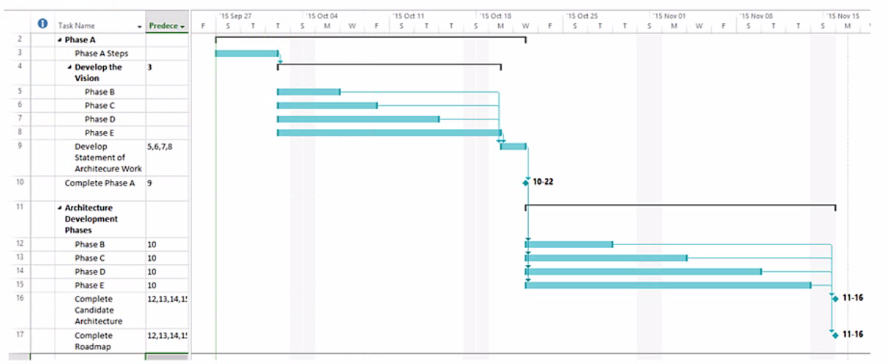 '15 Sep 27 '15 Oct 04 '15 Oct 11 '15 Oct 18 '15 Oct 25 '15 Nov 01 '15 Nov 08 '15 Nov 15
Task Name Predece F S T T S M W F S T T S M W F S T T S M W F S T T S M
2 Phase A
3 Phase A Steps
4 Develop the 3
Vision
5 Phase B
6 Phase C
7 Phase D
8 Phase E
9 Develop 5,6,7,8
Statement of
Architecure Work
10 Complete Phase A 9 10-22
11 Architecture
Development
Phases
12 Phase B 10
13 Phase C 10
14 Phase D 10
15 Phase E 10
16 Complete 12,13,14,15 11-16
Candidate
Architecture
17 Complete 12,13,14,15 11-16
Roadmap